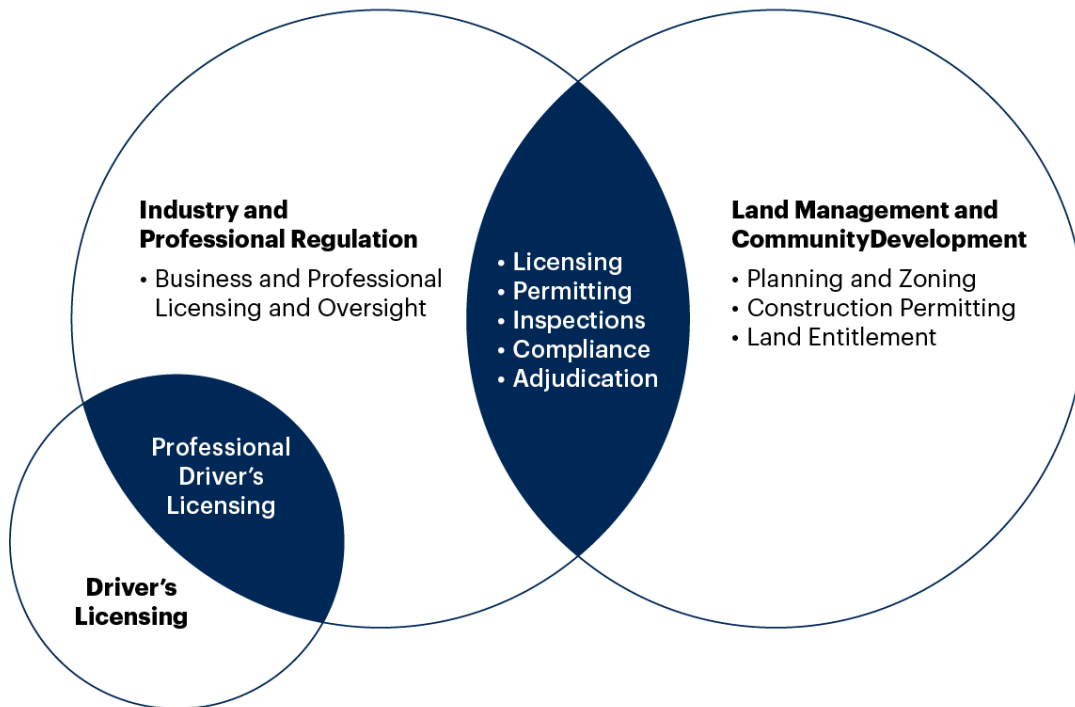 Industry and
Professional Regulation
• Business and Professional
Licensing and Oversight
• Licensing
• Permitting
• Inspections
• Compliance
• Adjudication
Land Management and
CommunityDevelopment
• Planning and Zoning
• Construction Permitting
• Land Entitlement
Professional
Driver’s
Licensing
Driver’s
Licensing